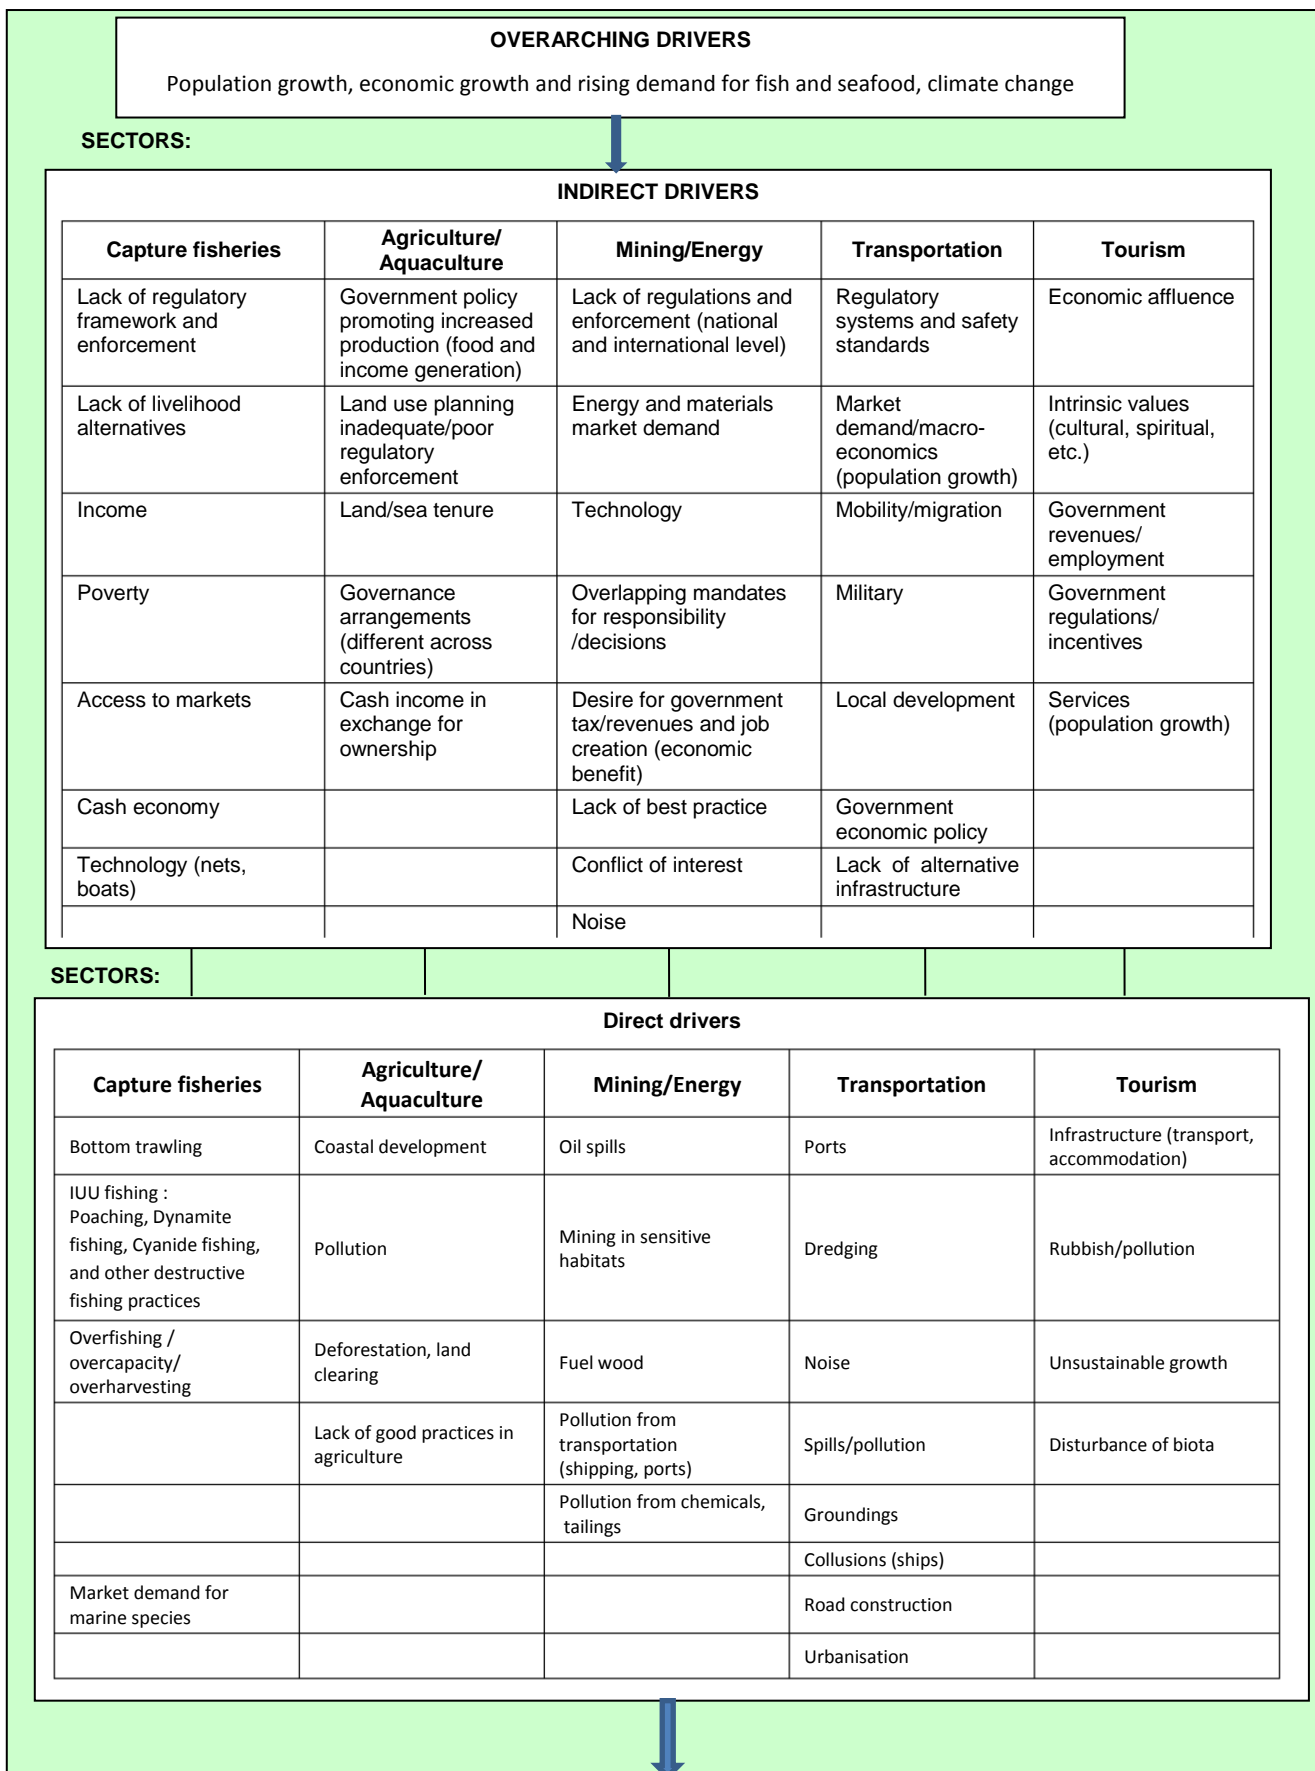 OVERARCHING DRIVERS
Population growth, economic growth and rising demand for fish and seafood, climate change
SECTORS:
INDIRECT DRIVERS
Capture fisheries
Agriculture/
Aquaculture
Mining/Energy
Transportation
Tourism
Lack of regulatory
framework and
enforcement
Government policy
promoting increased
production (food and
income generation)
Lack of regulations and
enforcement (national
and international level)
Regulatory
systems and safety
standards
Economic affluence
Lack of livelihood
alternatives
Land use planning
inadequate/poor
regulatory
enforcement
Energy and materials
market demand
Market
demand/macro-
economics
(population growth)
Intrinsic values
(cultural, spiritual,
etc.)
Income
Land/sea tenure
Technology
Mobility/migration
Government
revenues/
employment
Poverty
Governance
arrangements
(different across
countries)
Overlapping mandates
for responsibility
/decisions
Military
Government
regulations/
incentives
Access to markets
Cash income in
exchange for
ownership
Desire for government
tax/revenues and job
creation (economic
benefit)
Local development
Services
(population growth)
Cash economy
Lack of best practice
Government
economic policy
Technology (nets,
boats)
Conflict of interest
Lack of alternative
infrastructure
Noise
SECTORS:
Direct drivers
Capture fisheries
Agriculture/
Aquaculture
Mining/Energy
Transportation
Tourism
Bottom trawling
Coastal development
Oil spills
Ports
Infrastructure (transport,
accommodation)
IUU fishing :
Poaching, Dynamite
fishing, Cyanide fishing,
and other destructive
fishing practices
Pollution
Mining in sensitive
habitats
Dredging
Rubbish/pollution
Overfishing /
overcapacity/
overharvesting
Deforestation, land
clearing
Fuel wood
Noise
Unsustainable growth
Lack of good practices in
agriculture
Pollution from
transportation
(shipping, ports)
Spills/pollution
Disturbance of biota
Pollution from chemicals,
tailings
Groundings
Collusions (ships)
Market demand for
marine species
Road construction
Urbanisation